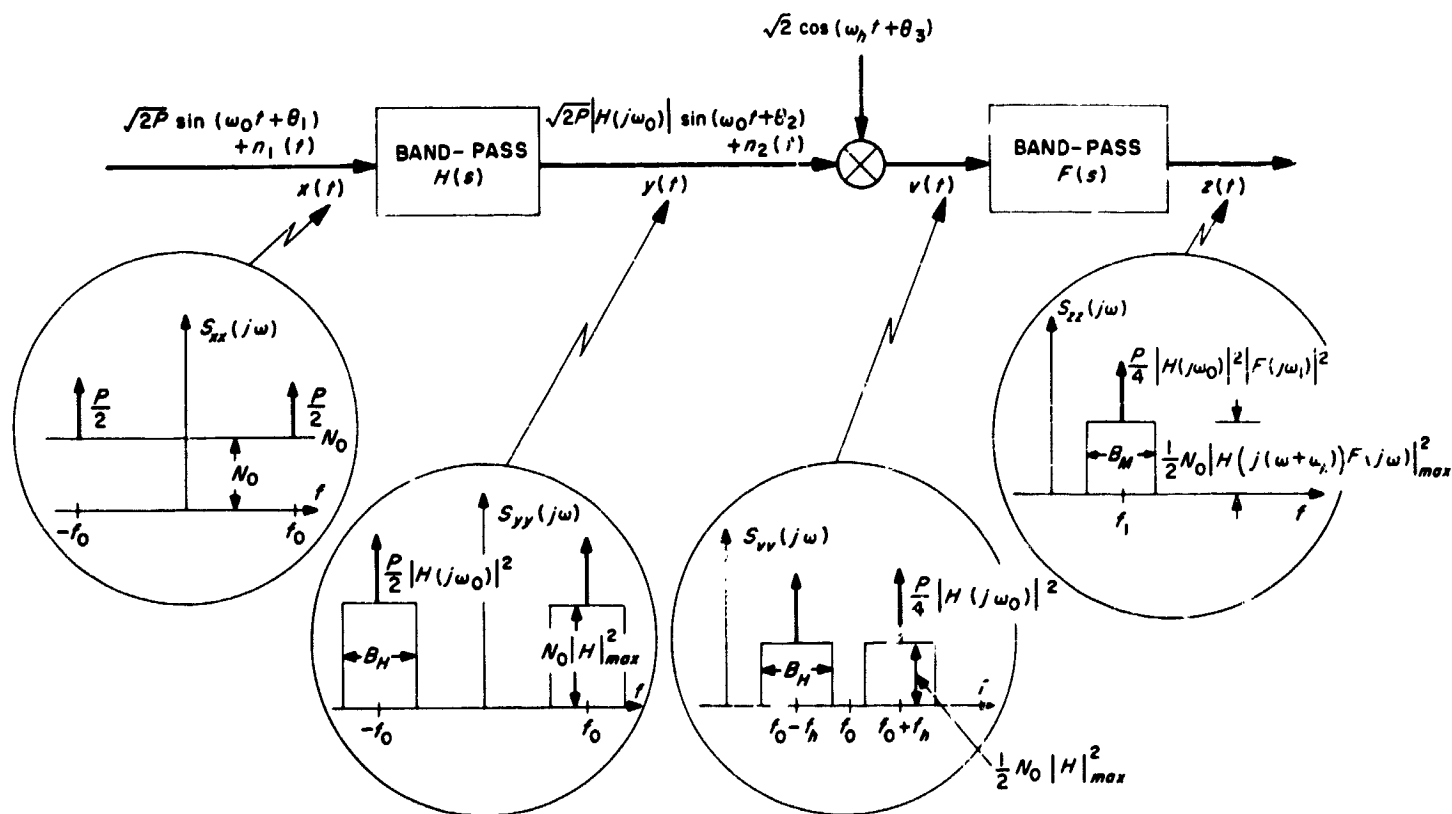 √2 cos (ω_h t + θ_3)
√2P sin (ω_0 t + θ_1)
+ n_1 (t)
BAND-PASS
H(s)
√2P |H(jω_0)| sin (ω_0 t + θ_2)
+ n_2 (t)
BAND-PASS
F(s)
x(t)
y(t)
v(t)
z(t)
S_xx(jω)
P/2
P/2
N_0
N_0
-f_0
f_0
f
S_yy(jω)
P/2 |H(jω_0)|^2
B_H
N_0 |H|^2_max
-f_0
f_0
f
S_vv(jω)
P/4 |H(jω_0)|^2
B_H
f_0 - f_h
f_0
f_0 + f_h
1/2 N_0 |H|^2_max
S_zz(jω)
P/4 |H(jω_0)|^2 |F(jω_1)|^2
B_M
1/2 N_0 |H(j(ω + ω_h)) F(jω)|^2_max
f_1
f